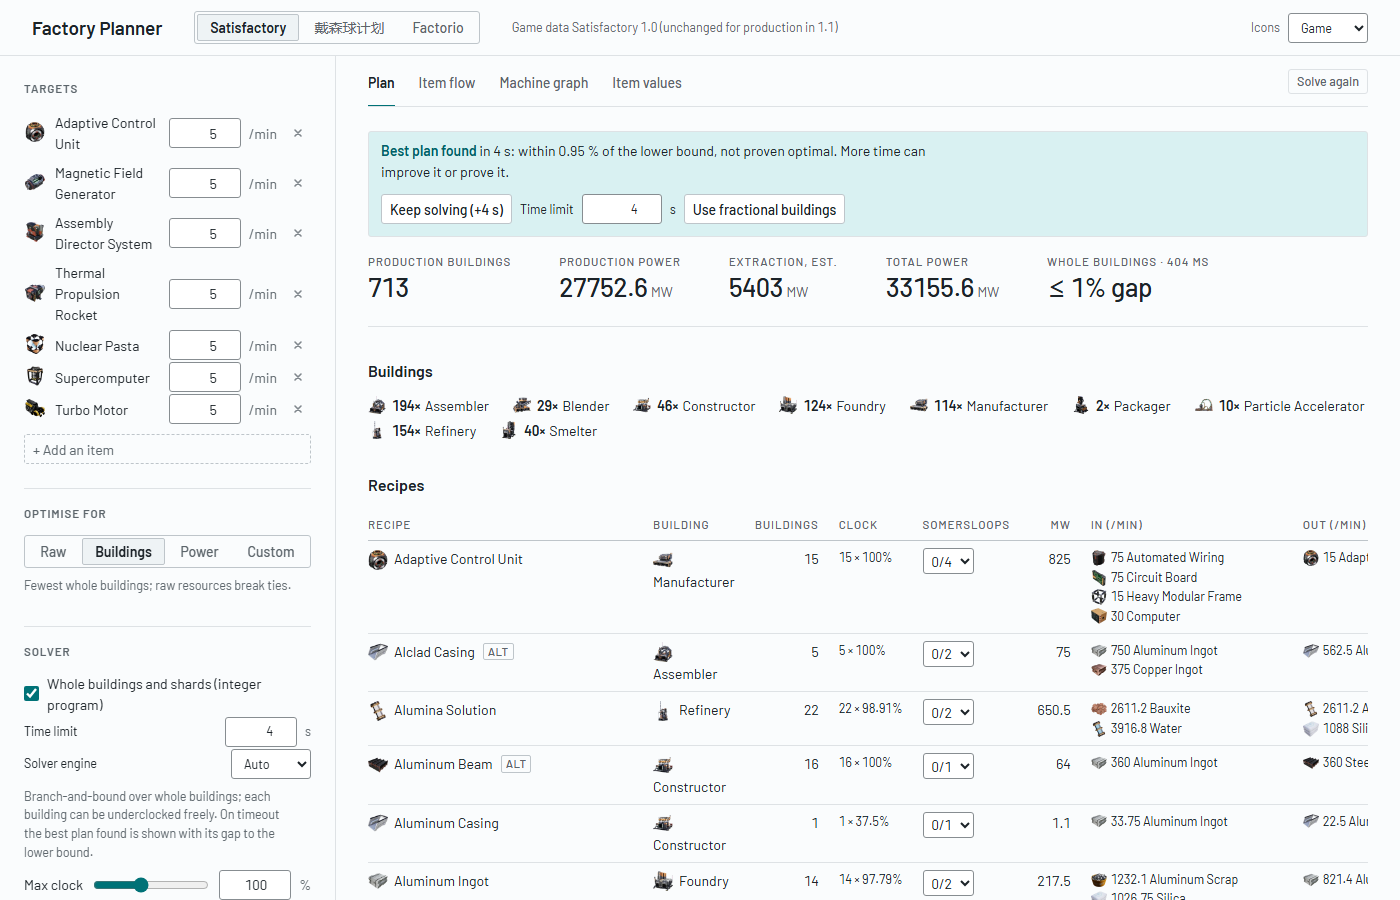 Factory Planner
Satisfactory 戴森球计划 Factorio
Game data Satisfactory 1.0 (unchanged for production in 1.1)
Icons Game
TARGETS
Adaptive Control Unit 5 /min ×
Magnetic Field Generator 5 /min ×
Assembly Director System 5 /min ×
Thermal Propulsion Rocket 5 /min ×
Nuclear Pasta 5 /min ×
Supercomputer 5 /min ×
Turbo Motor 5 /min ×
+ Add an item
OPTIMISE FOR
Raw Buildings Power Custom
Fewest whole buildings; raw resources break ties.
SOLVER
Whole buildings and shards (integer
program)
Time limit 4 s
Solver engine Auto
Branch-and-bound over whole buildings; each
building can be underclocked freely. On timeout
the best plan found is shown with its gap to the
lower bound.
Max clock 100 %
Plan Item flow Machine graph Item values
Solve again
Best plan found in 4 s: within 0.95 % of the lower bound, not proven optimal. More time can
improve it or prove it.
Keep solving (+4 s) Time limit 4 s Use fractional buildings
PRODUCTION BUILDINGS PRODUCTION POWER EXTRACTION, EST. TOTAL POWER WHOLE BUILDINGS · 404 MS
713 27752.6 MW 5403 MW 33155.6 MW ≤ 1% gap
Buildings
194× Assembler 29× Blender 46× Constructor 124× Foundry 114× Manufacturer 2× Packager 10× Particle Accelerator
154× Refinery 40× Smelter
Recipes
RECIPE BUILDING BUILDINGS CLOCK SOMERSLOOPS MW IN (/MIN) OUT (/MIN)
Adaptive Control Unit Manufacturer 15 15 × 100% 0/4 825 75 Automated Wiring 15 Adapt
75 Circuit Board
15 Heavy Modular Frame
30 Computer
Alclad Casing ALT Assembler 5 5 × 100% 0/2 75 750 Aluminum Ingot 562.5 Alu
375 Copper Ingot
Alumina Solution Refinery 22 22 × 98.91% 0/2 650.5 2611.2 Bauxite 2611.2 A
3916.8 Water 1088 Sili
Aluminum Beam ALT Constructor 16 16 × 100% 0/1 64 360 Aluminum Ingot 360 Stee
Aluminum Casing Constructor 1 1 × 37.5% 0/1 1.1 33.75 Aluminum Ingot 22.5 Alur
Aluminum Ingot Foundry 14 14 × 97.79% 0/2 217.5 1232.1 Aluminum Scrap 821.4 Alu
1026.75 Silica